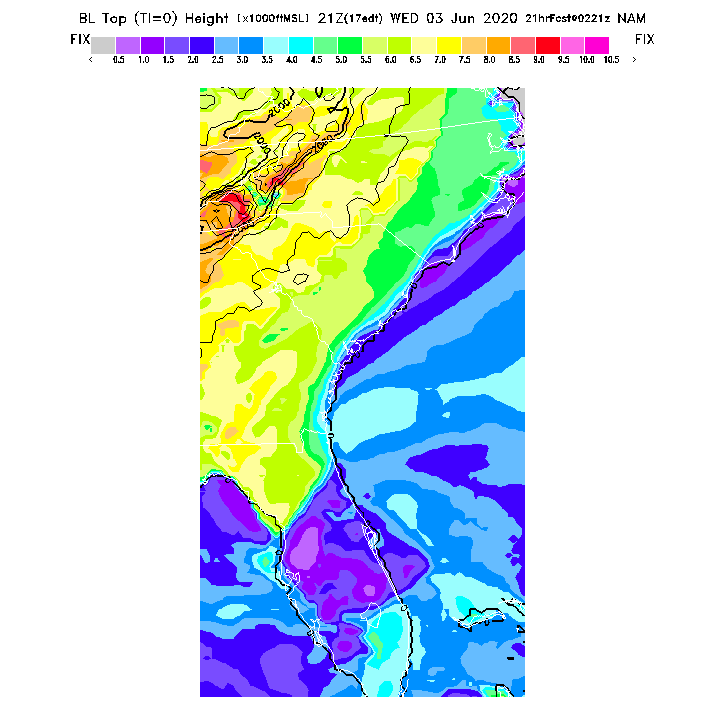 BL Top (TI=0) Height [x1000ftMSL] 21Z(17edt) WED 03 Jun 2020 21hrFcst@0221z NAM
FIX FIX
< 0.5 1.0 1.5 2.0 2.5 3.0 3.5 4.0 4.5 5.0 5.5 6.0 6.5 7.0 7.5 8.0 8.5 9.0 9.5 10.0 10.5 >
2000
2000
2000